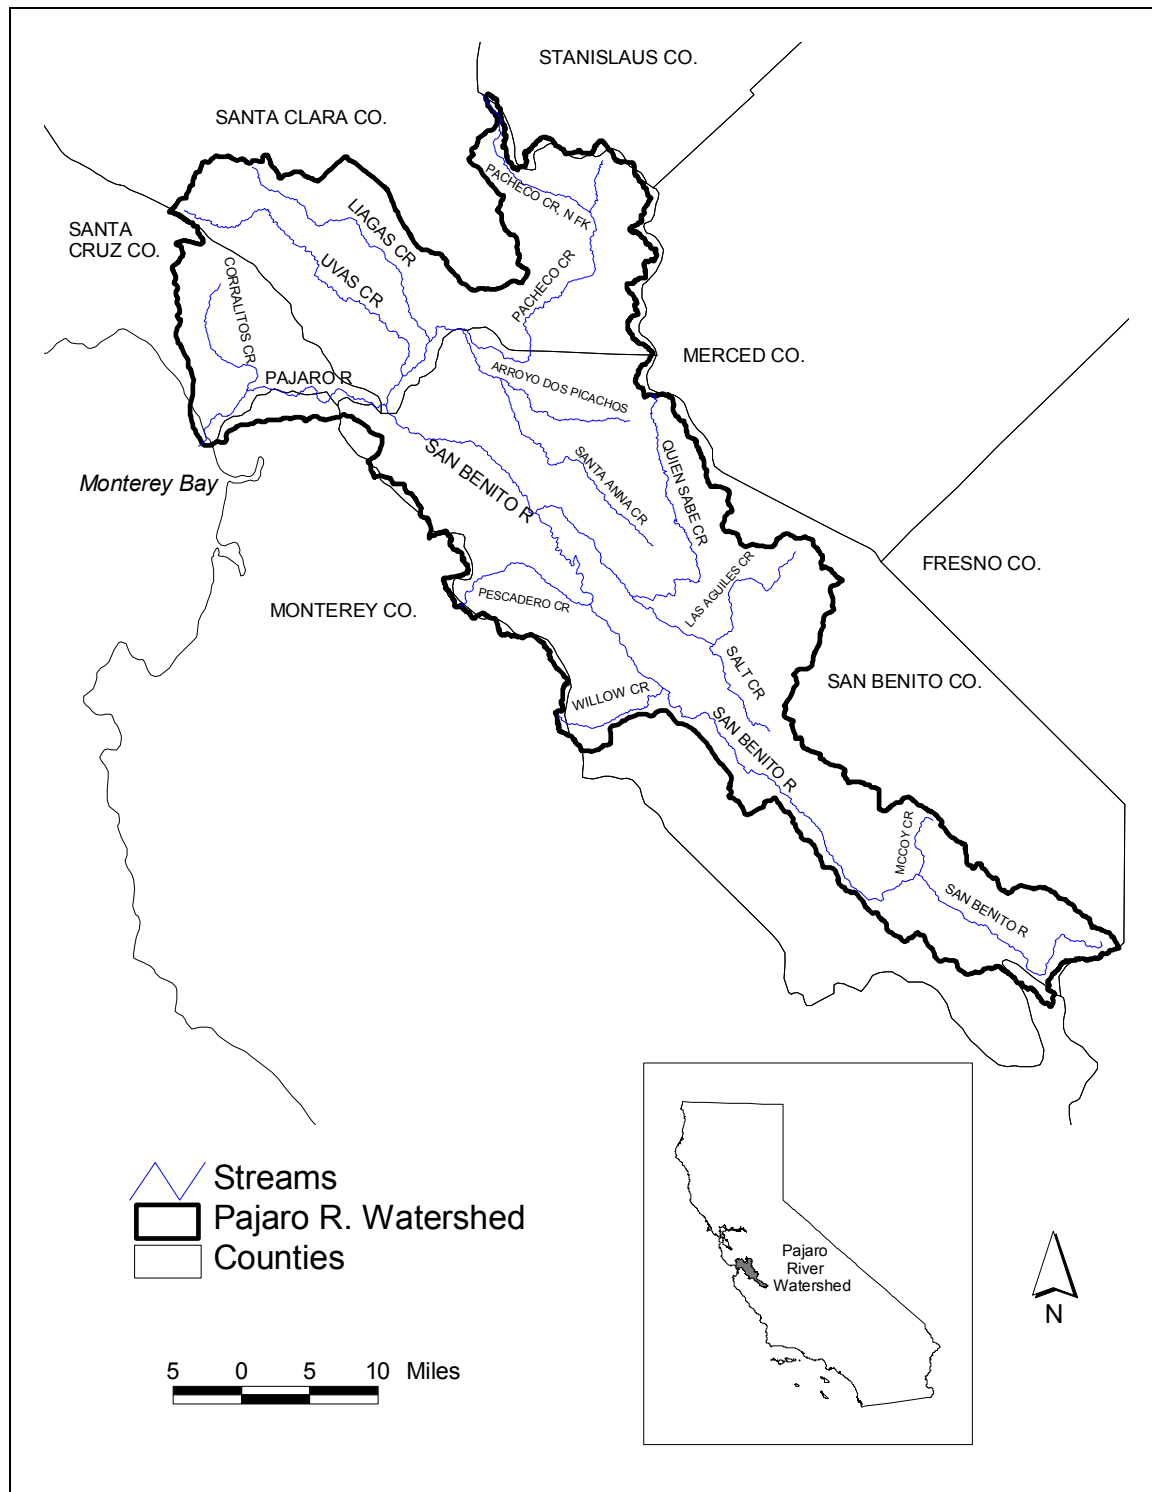 STANISLAUS CO.
SANTA CLARA CO.
PACHECO CR, N FK
LIAGAS CR
SANTA
CRUZ CO.
UVAS CR
CORRALITOS CR
PACHECO CR
MERCED CO.
PAJARO R
ARROYO DOS PICACHOS
SAN BENITO R
QUIEN SABE CR
SANTA ANNA CR
Monterey Bay
FRESNO CO.
LAS AGUILES CR
PESCADERO CR
MONTEREY CO.
SALT CR
SAN BENITO CO.
WILLOW CR
SAN BENITO R
MCCOY CR
SAN BENITO R
Streams
Pajaro R. Watershed
Counties
Pajaro
River
Watershed
N
5 0 5 10 Miles